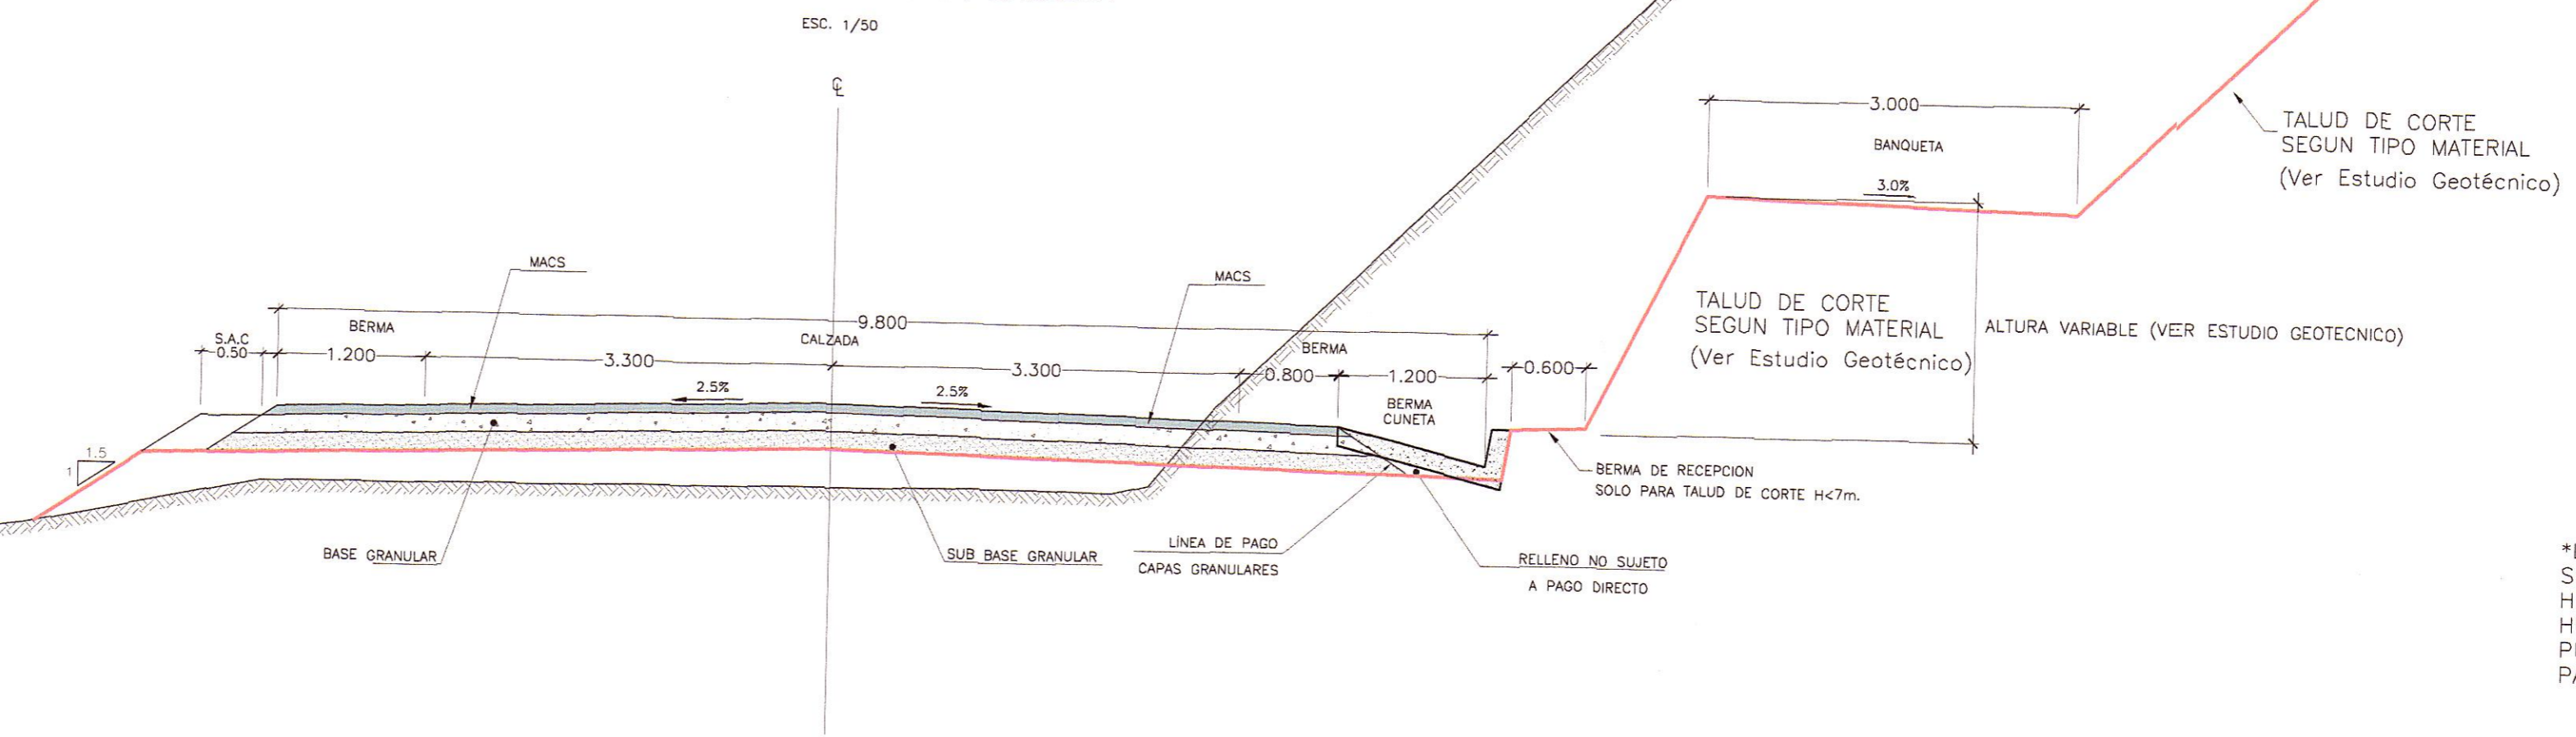 ESC. 1/50
3.000
BANQUETA
3.0%
TALUD DE CORTE
SEGUN TIPO MATERIAL
(Ver Estudio Geotécnico)
MACS
MACS
9.800
CALZADA
S.A.C
0.50
BERMA
1.200
3.300
3.300
BERMA
0.800
1.200
0.600
2.5%
2.5%
BERMA
CUNETA
TALUD DE CORTE
SEGUN TIPO MATERIAL
(Ver Estudio Geotécnico)
ALTURA VARIABLE (VER ESTUDIO GEOTECNICO)
1.5
1
BERMA DE RECEPCION
SOLO PARA TALUD DE CORTE H<7m.
BASE GRANULAR
SUB BASE GRANULAR
LÍNEA DE PAGO
CAPAS GRANULARES
RELLENO NO SUJETO
A PAGO DIRECTO
S
H
H